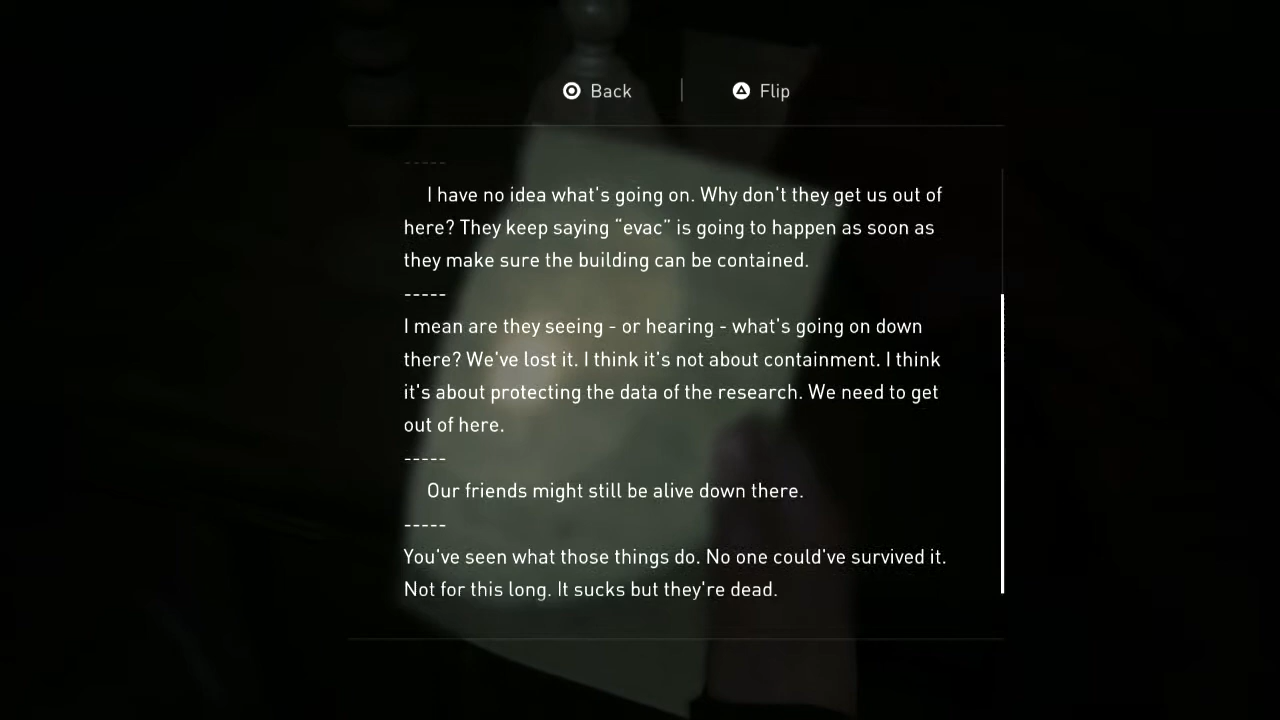 Back | Flip
-----
I have no idea what's going on. Why don't they get us out of
here? They keep saying “evac” is going to happen as soon as
they make sure the building can be contained.
-----
I mean are they seeing - or hearing - what's going on down
there? We've lost it. I think it's not about containment. I think
it's about protecting the data of the research. We need to get
out of here.
-----
Our friends might still be alive down there.
-----
You've seen what those things do. No one could've survived it.
Not for this long. It sucks but they're dead.